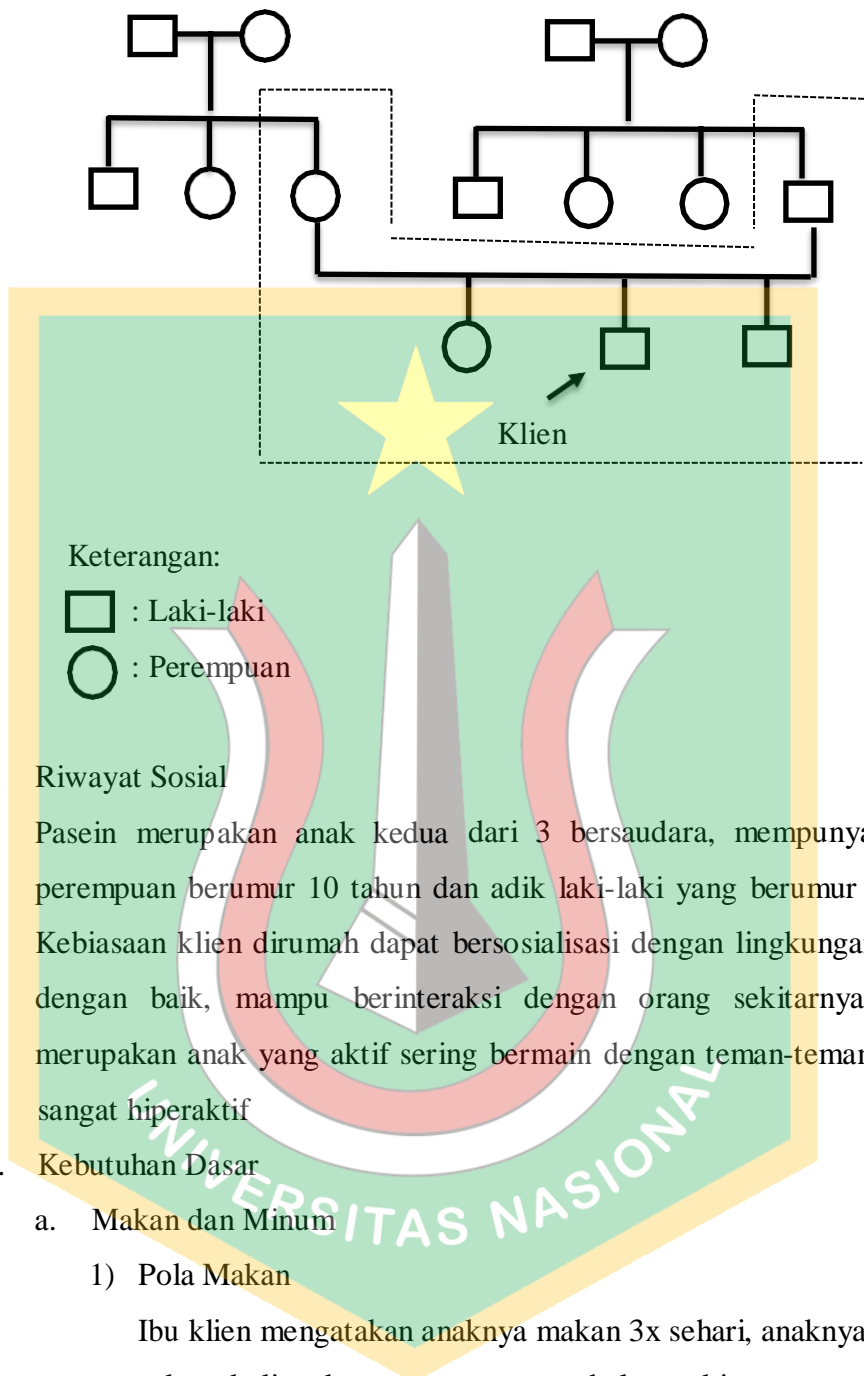 Klien
Keterangan:
: Laki-laki
: Perempuan
Riwayat Sosial
Pasein merupakan anak kedua dari 3 bersaudara, mempunya
perempuan berumur 10 tahun dan adik laki-laki yang berumur
Kebiasaan klien dirumah dapat bersosialisasi dengan lingkungan
dengan baik, mampu berinteraksi dengan orang sekitarnya
merupakan anak yang aktif sering bermain dengan teman-teman
sangat hiperaktif
. Kebutuhan Dasar
a. Makan dan Minum
1) Pola Makan
Ibu klien mengatakan anaknya makan 3x sehari, anaknya
UNIVERSITAS NASIONAL